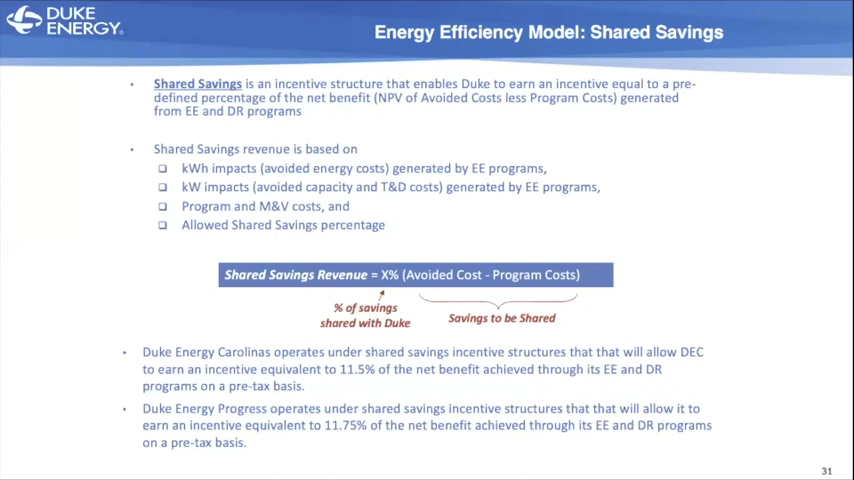 DUKE
ENERGY®
Energy Efficiency Model: Shared Savings
• Shared Savings is an incentive structure that enables Duke to earn an incentive equal to a pre-
defined percentage of the net benefit (NPV of Avoided Costs less Program Costs) generated
from EE and DR programs
• Shared Savings revenue is based on
❑ kWh impacts (avoided energy costs) generated by EE programs,
❑ kW impacts (avoided capacity and T&D costs) generated by EE programs,
❑ Program and M&V costs, and
❑ Allowed Shared Savings percentage
Shared Savings Revenue = X% (Avoided Cost - Program Costs)
% of savings
shared with Duke
Savings to be Shared
• Duke Energy Carolinas operates under shared savings incentive structures that that will allow DEC
to earn an incentive equivalent to 11.5% of the net benefit achieved through its EE and DR
programs on a pre-tax basis.
• Duke Energy Progress operates under shared savings incentive structures that that will allow it to
earn an incentive equivalent to 11.75% of the net benefit achieved through its EE and DR programs
on a pre-tax basis.
31